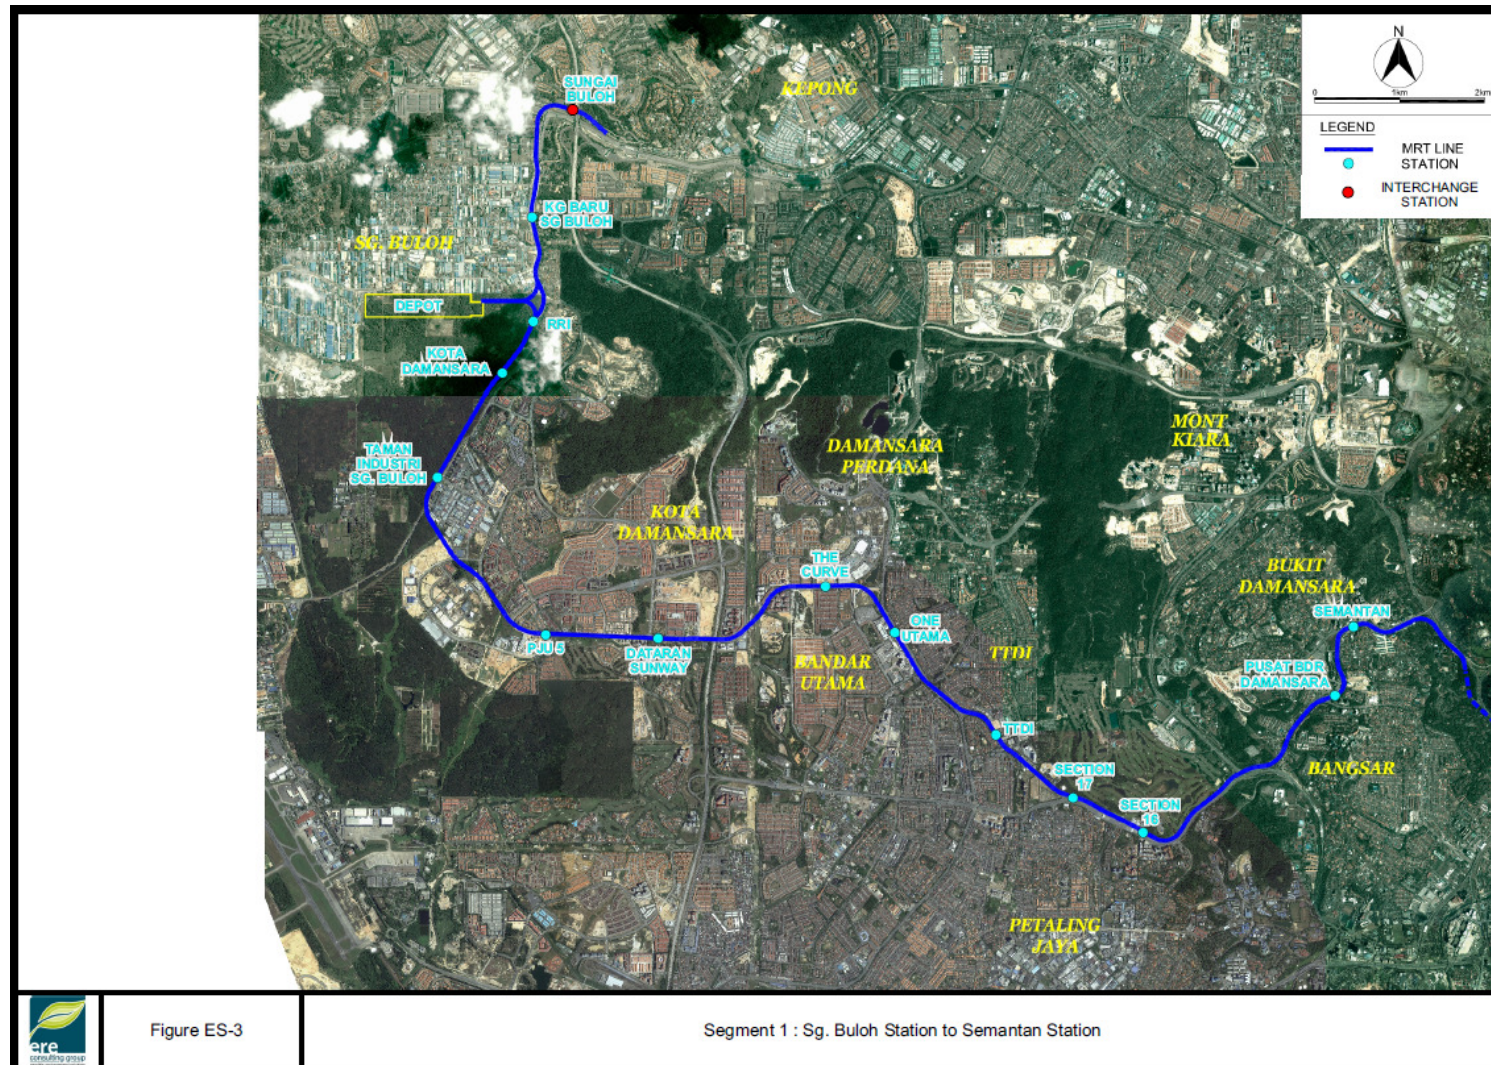 SUNGAI
BULOH
KEPONG
N
0
1km
2km
LEGEND
MRT LINE
STATION
INTERCHANGE
STATION
KG BARU
SG BULOH
SG. BULOH
DEPOT
RRI
KOTA
DAMANSARA
TAMAN
INDUSTRI
SG. BULOH
KOTA
DAMANSARA
DAMANSARA
PERDANA
MONT
KIARA
THE
CURVE
BUKIT
DAMANSARA
SEMANTAN
ONE
UTAMA
PJU 5
DATARAN
SUNWAY
BANDAR
UTAMA
TTDI
PUSAT BDR
DAMANSARA
TTDI
SECTION
17
SECTION
16
BANGSAR
PETALING
JAYA
ere
consulting group
Figure ES-3
Segment 1 : Sg. Buloh Station to Semantan Station